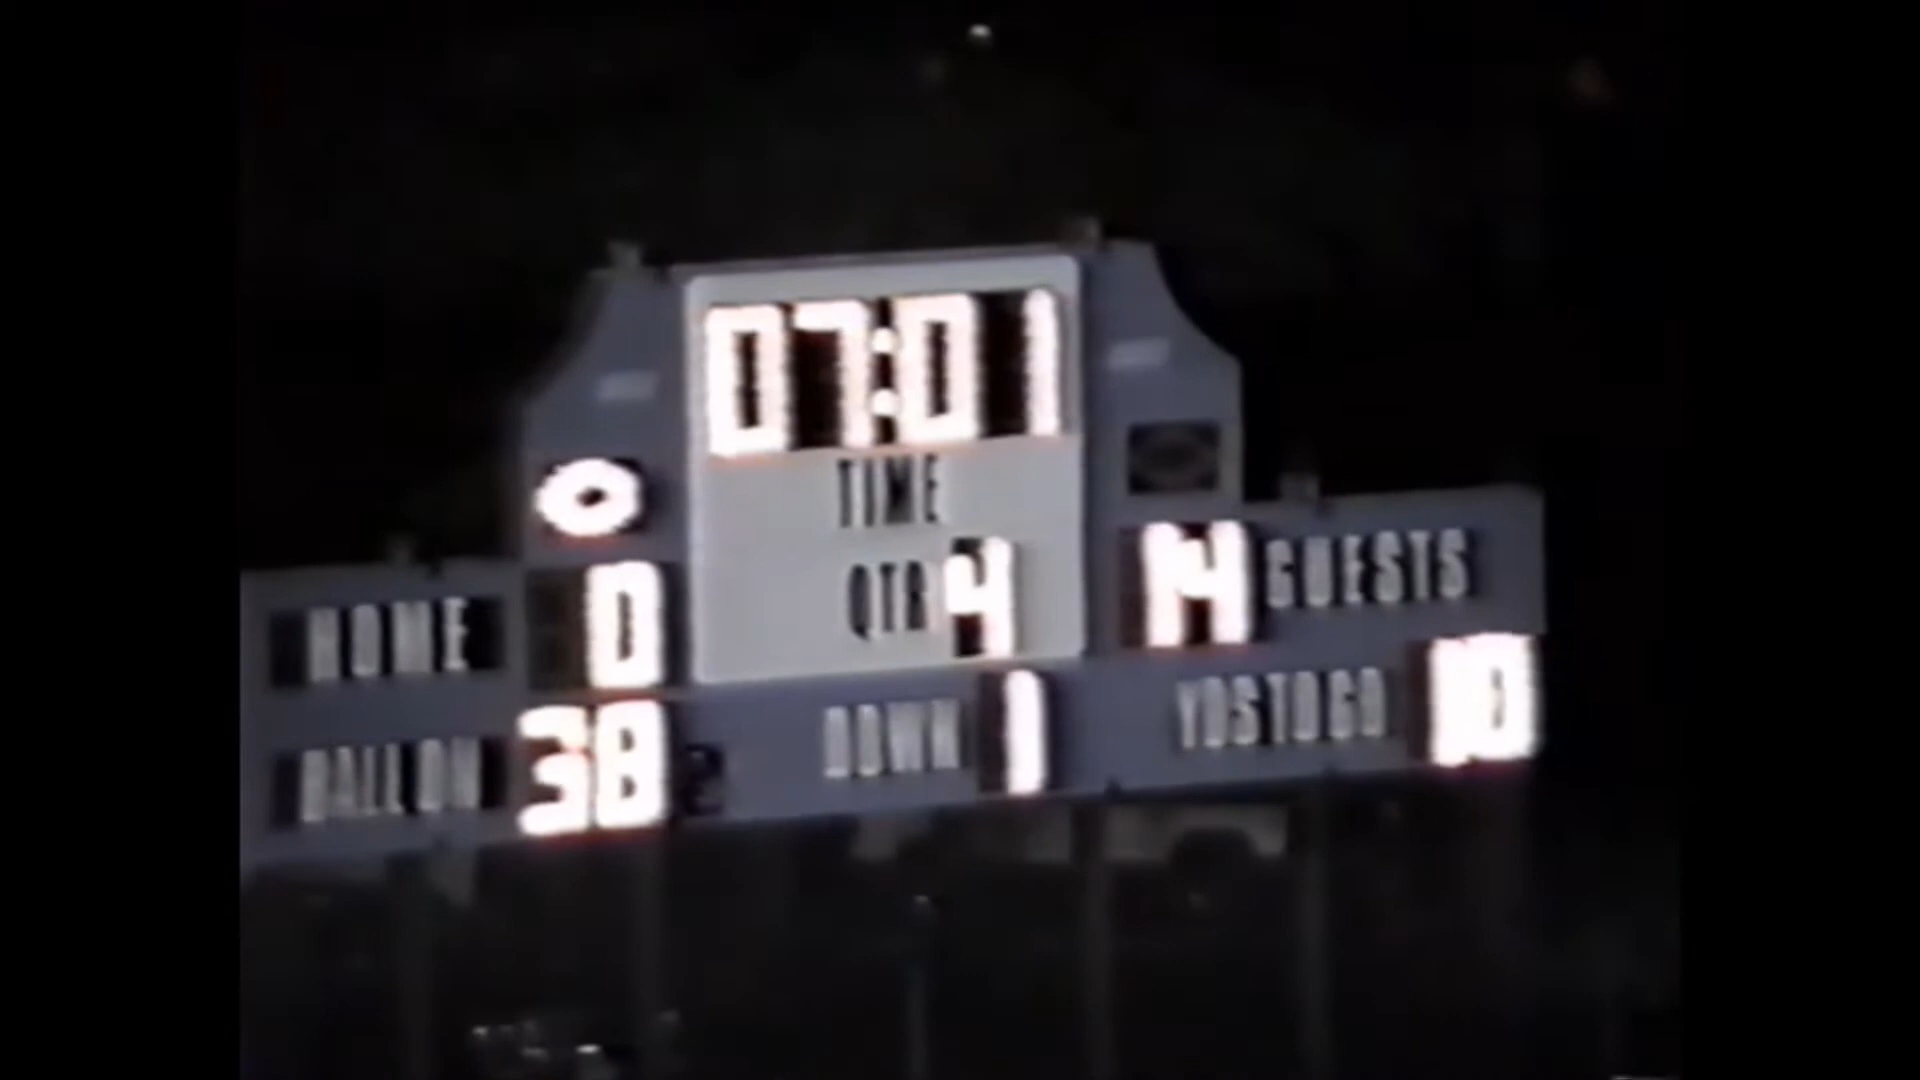 07:01
TIME
HOME 0 QTR 4 14 GUESTS
BALL ON 38 DOWN 1 YDS TO GO 10